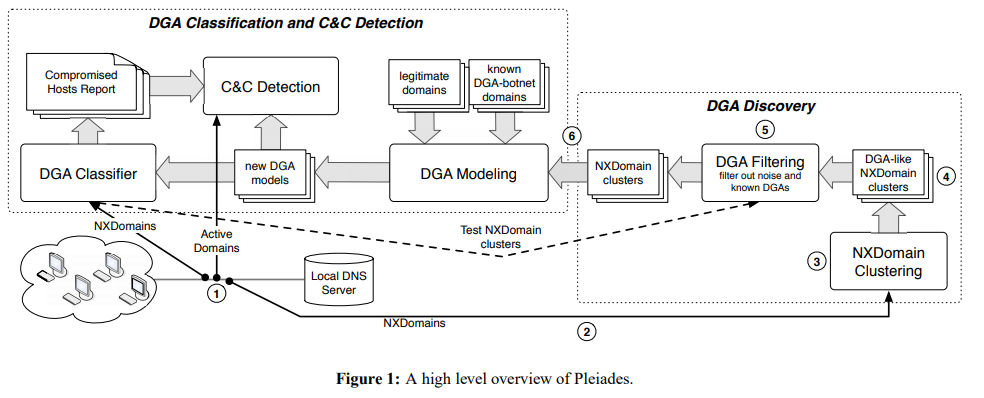 DGA Classification and C&C Detection
Compromised
Hosts Report
C&C Detection
legitimate
domains
known
DGA-botnet
domains
DGA Discovery
6
5
DGA Classifier
new DGA
models
DGA Modeling
NXDomain
clusters
DGA Filtering
filter out noise and
known DGAs
DGA-like
NXDomain
clusters
4
NXDomains
Active
Domains
Test NXDomain
clusters
3
NXDomain
Clustering
Local DNS
Server
1
NXDomains
2
Figure 1: A high level overview of Pleiades.